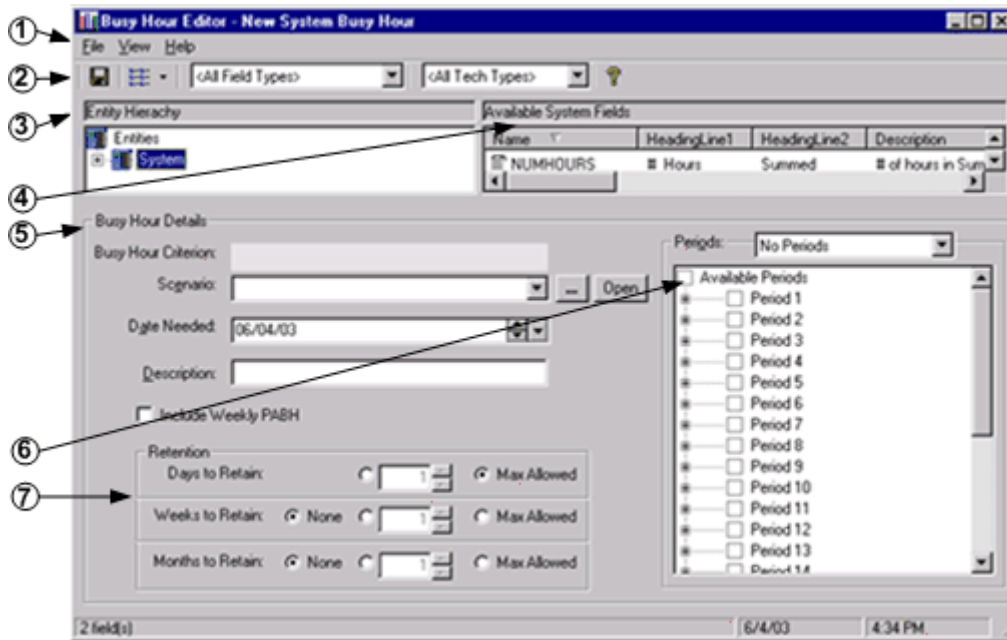 Busy Hour Editor - New System Busy Hour
1
File View Help
2
<All Field Types> <All Tech Types>
3
Entity Hierachy
Available System Fields
Entities
System
4
Name HeadingLine1 HeadingLine2 Description
NUMHOURS # Hours Summed # of hours in Sum
5
Busy Hour Details
Busy Hour Criterion:
Scenario: ... Open
Date Needed: 06/04/03
Description:
Include Weekly PABH
Periods: No Periods
Available Periods
Period 1
Period 2
Period 3
Period 4
Period 5
Period 6
Period 7
Period 8
Period 9
Period 10
Period 11
Period 12
Period 13
Period 14
6
7
Retention
Days to Retain: 1 Max Allowed
Weeks to Retain: None 1 Max Allowed
Months to Retain: None 1 Max Allowed
2 field(s) 6/4/03 4:34 PM